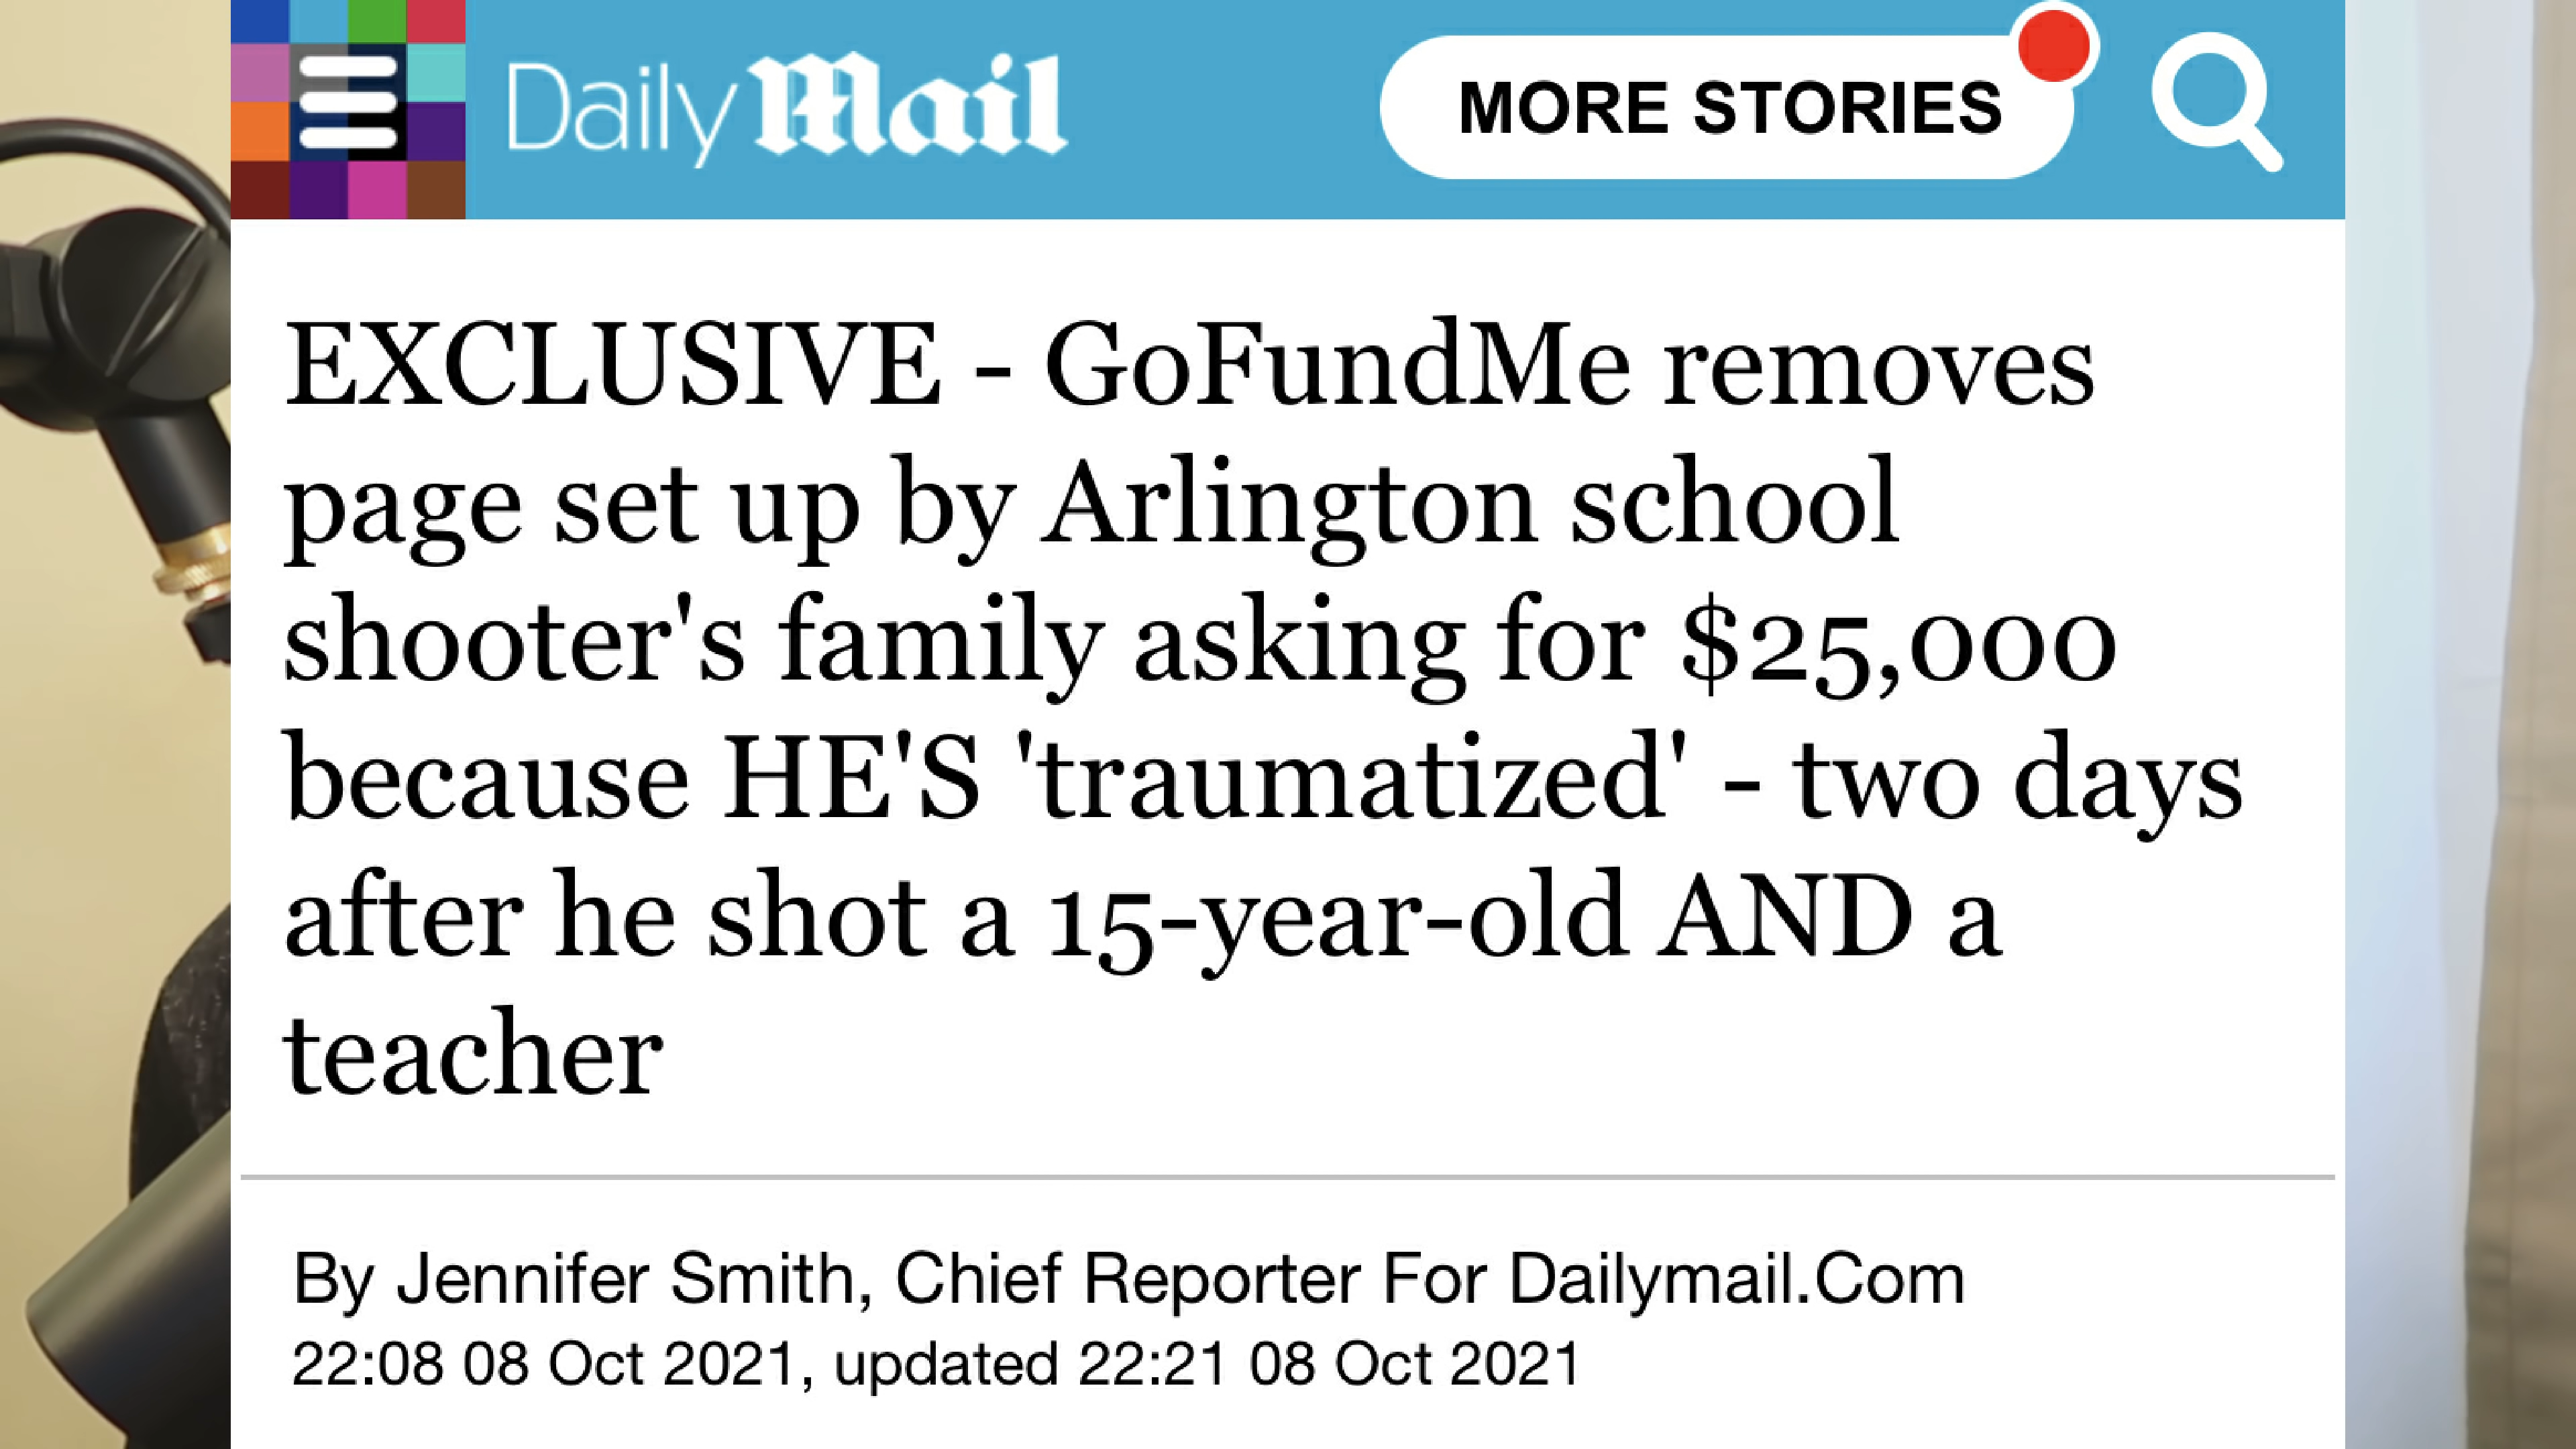 Daily Mail
MORE STORIES
EXCLUSIVE - GoFundMe removes
page set up by Arlington school
shooter's family asking for $25,000
because HE'S 'traumatized' - two days
after he shot a 15-year-old AND a
teacher
By Jennifer Smith, Chief Reporter For Dailymail.Com
22:08 08 Oct 2021, updated 22:21 08 Oct 2021